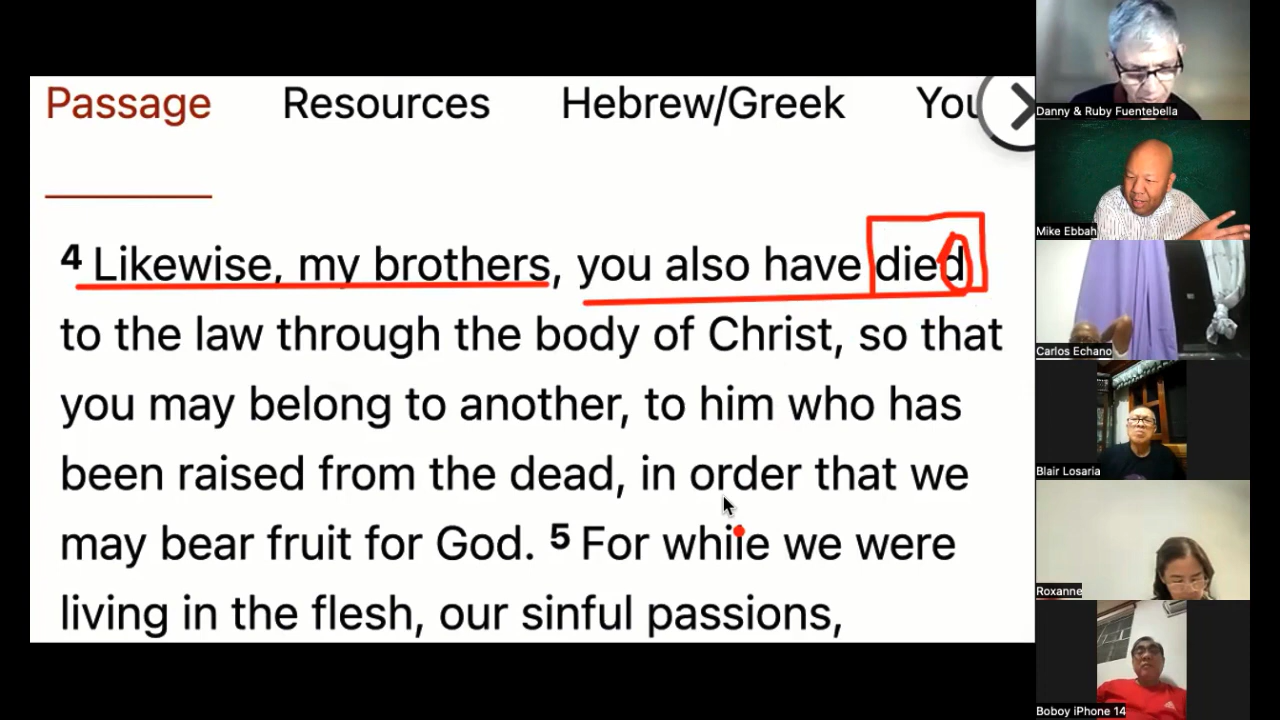 Passage Resources Hebrew/Greek You
4 Likewise, my brothers, you also have died
to the law through the body of Christ, so that
you may belong to another, to him who has
been raised from the dead, in order that we
may bear fruit for God. 5 For while we were
living in the flesh, our sinful passions,
Danny & Ruby Fuentebella
Mike Ebbah
Carlos Echano
Blair Losaria
Roxanne
Boboy iPhone 14